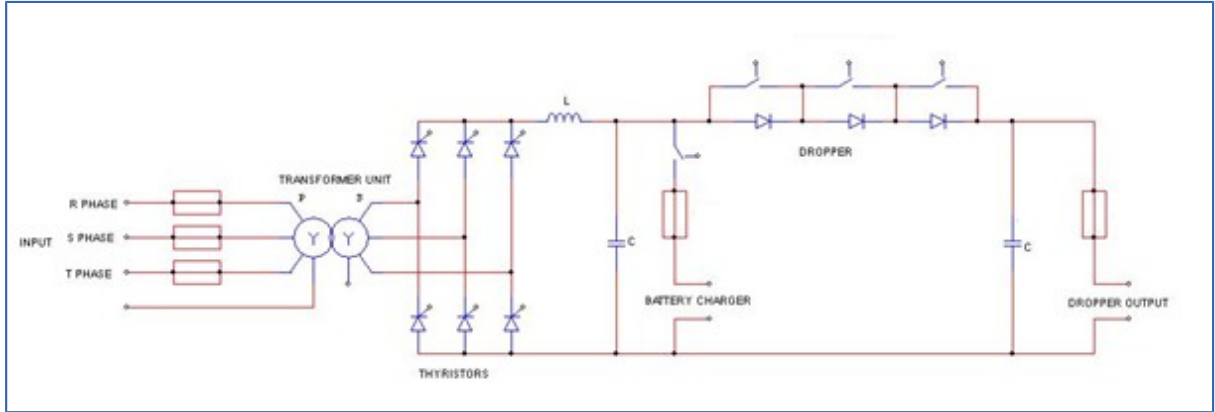 L
DROPPER
TRANSFORMER UNIT
P
R PHASE
INPUT
S PHASE
Y
Y
C
C
T PHASE
BATTERY CHARGER
DROPPER OUTPUT
THYRISTORS